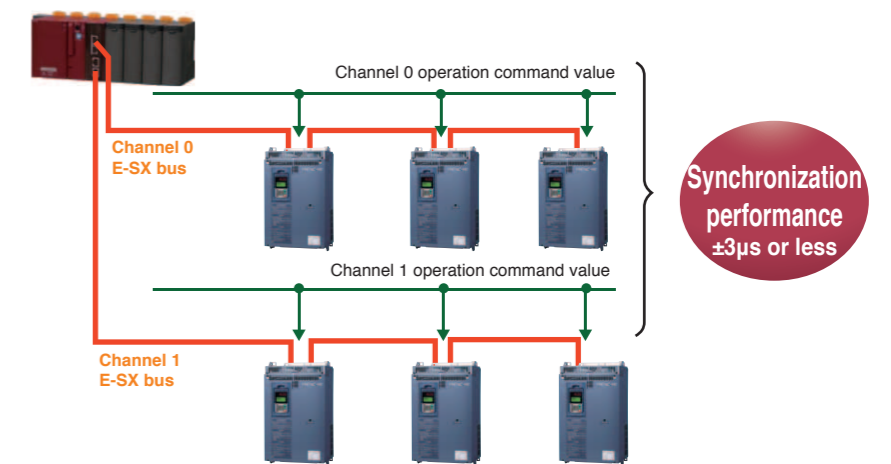 Channel 0 operation command value
Channel 0
E-SX bus
Synchronization
performance
±3µs or less
Channel 1 operation command value
Channel 1
E-SX bus